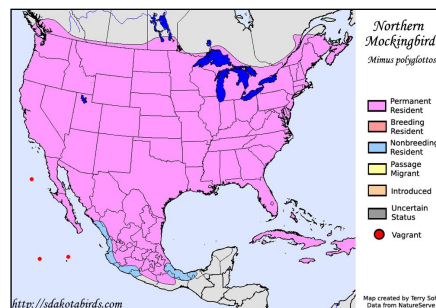 Northern
Mockingbird
Mimus polyglottos
Permanent
Resident
Breeding
Resident
Nonbreeding
Resident
Passage
Migrant
Introduced
Uncertain
Status
Vagrant
http://sdakotabirds.com
Map created by Terry Sol
Data from NatureServe